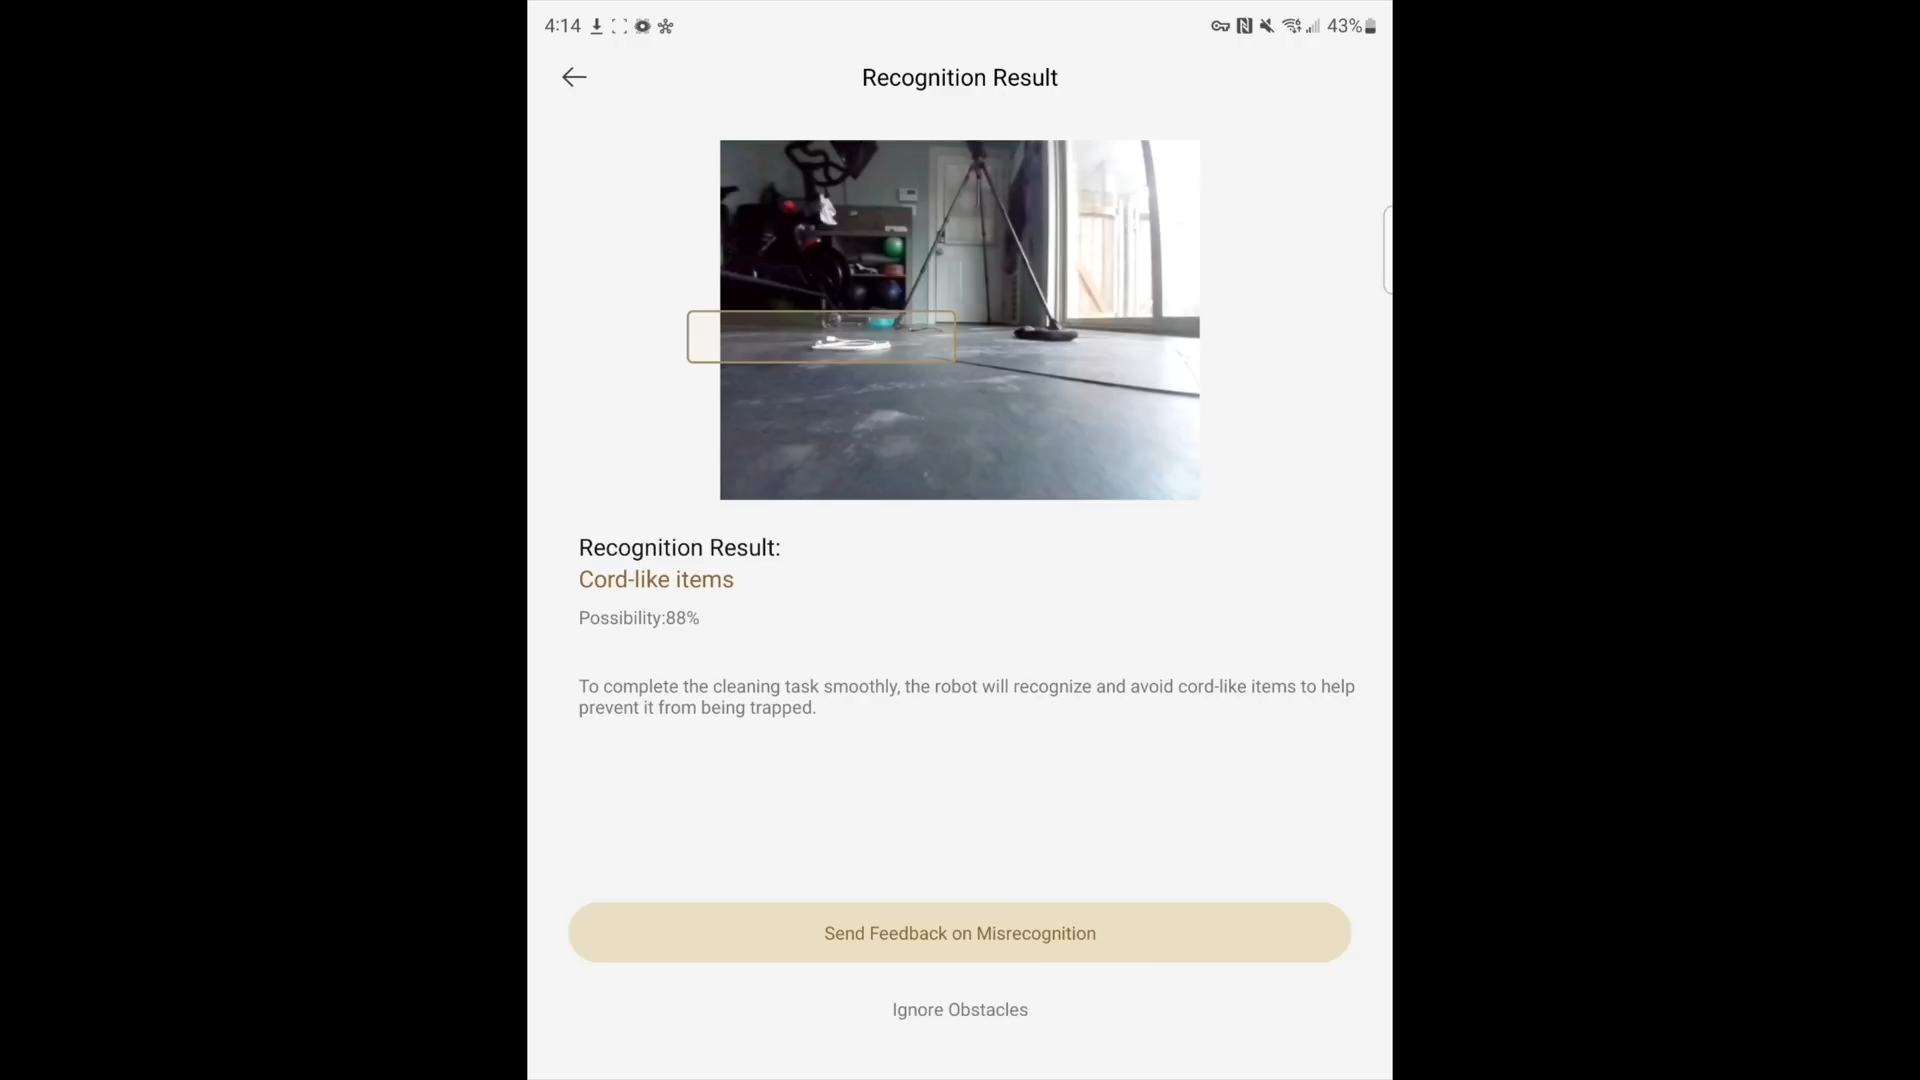 4:14
43%
Recognition Result
Recognition Result:
Cord-like items
Possibility:88%
To complete the cleaning task smoothly, the robot will recognize and avoid cord-like items to help
prevent it from being trapped.
Send Feedback on Misrecognition
Ignore Obstacles